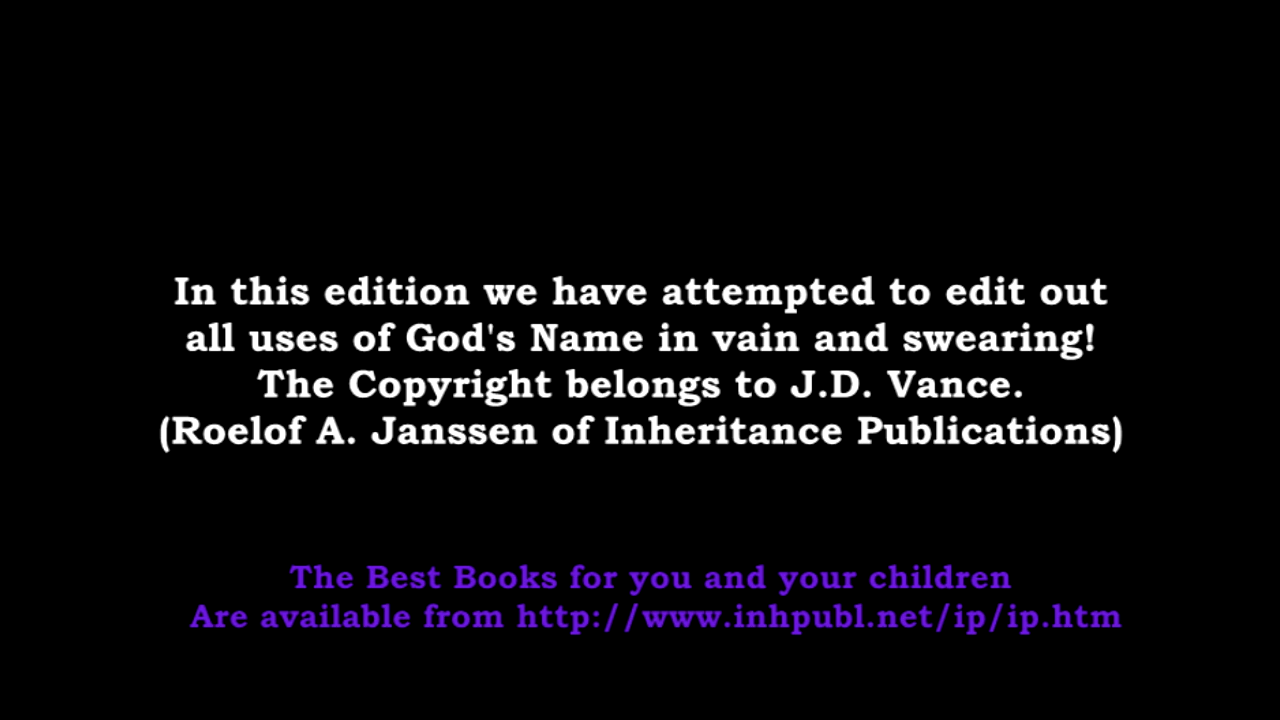 In this edition we have attempted to edit out
all uses of God's Name in vain and swearing!
The Copyright belongs to J.D. Vance.
(Roelof A. Janssen of Inheritance Publications)
The Best Books for you and your children
Are available from http://www.inhpubl.net/ip/ip.htm